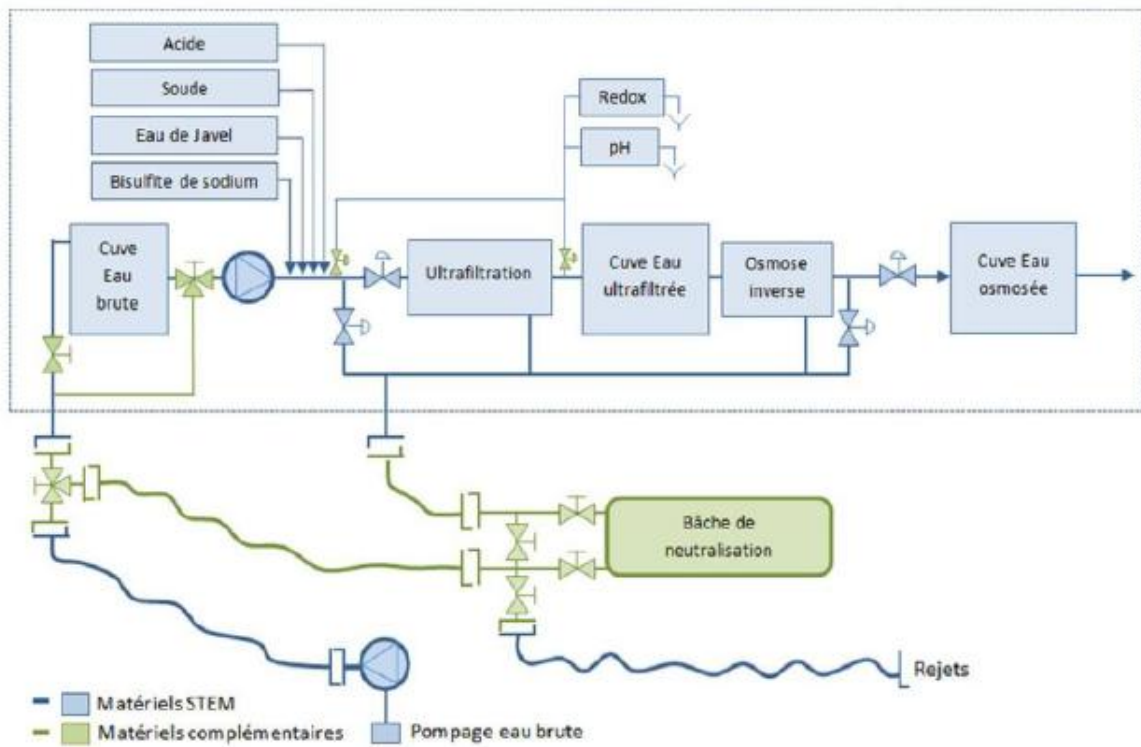 Acide
Soude
Eau de Javel
Bisulfite de sodium
Redox
pH
Cuve
Eau
brute
Ultrafiltration
Cuve Eau
ultrafiltrée
Osmose
inverse
Cuve Eau
osmosée
Bâche de
neutralisation
Rejets
Matériels STEM
Matériels complémentaires
Pompage eau brute